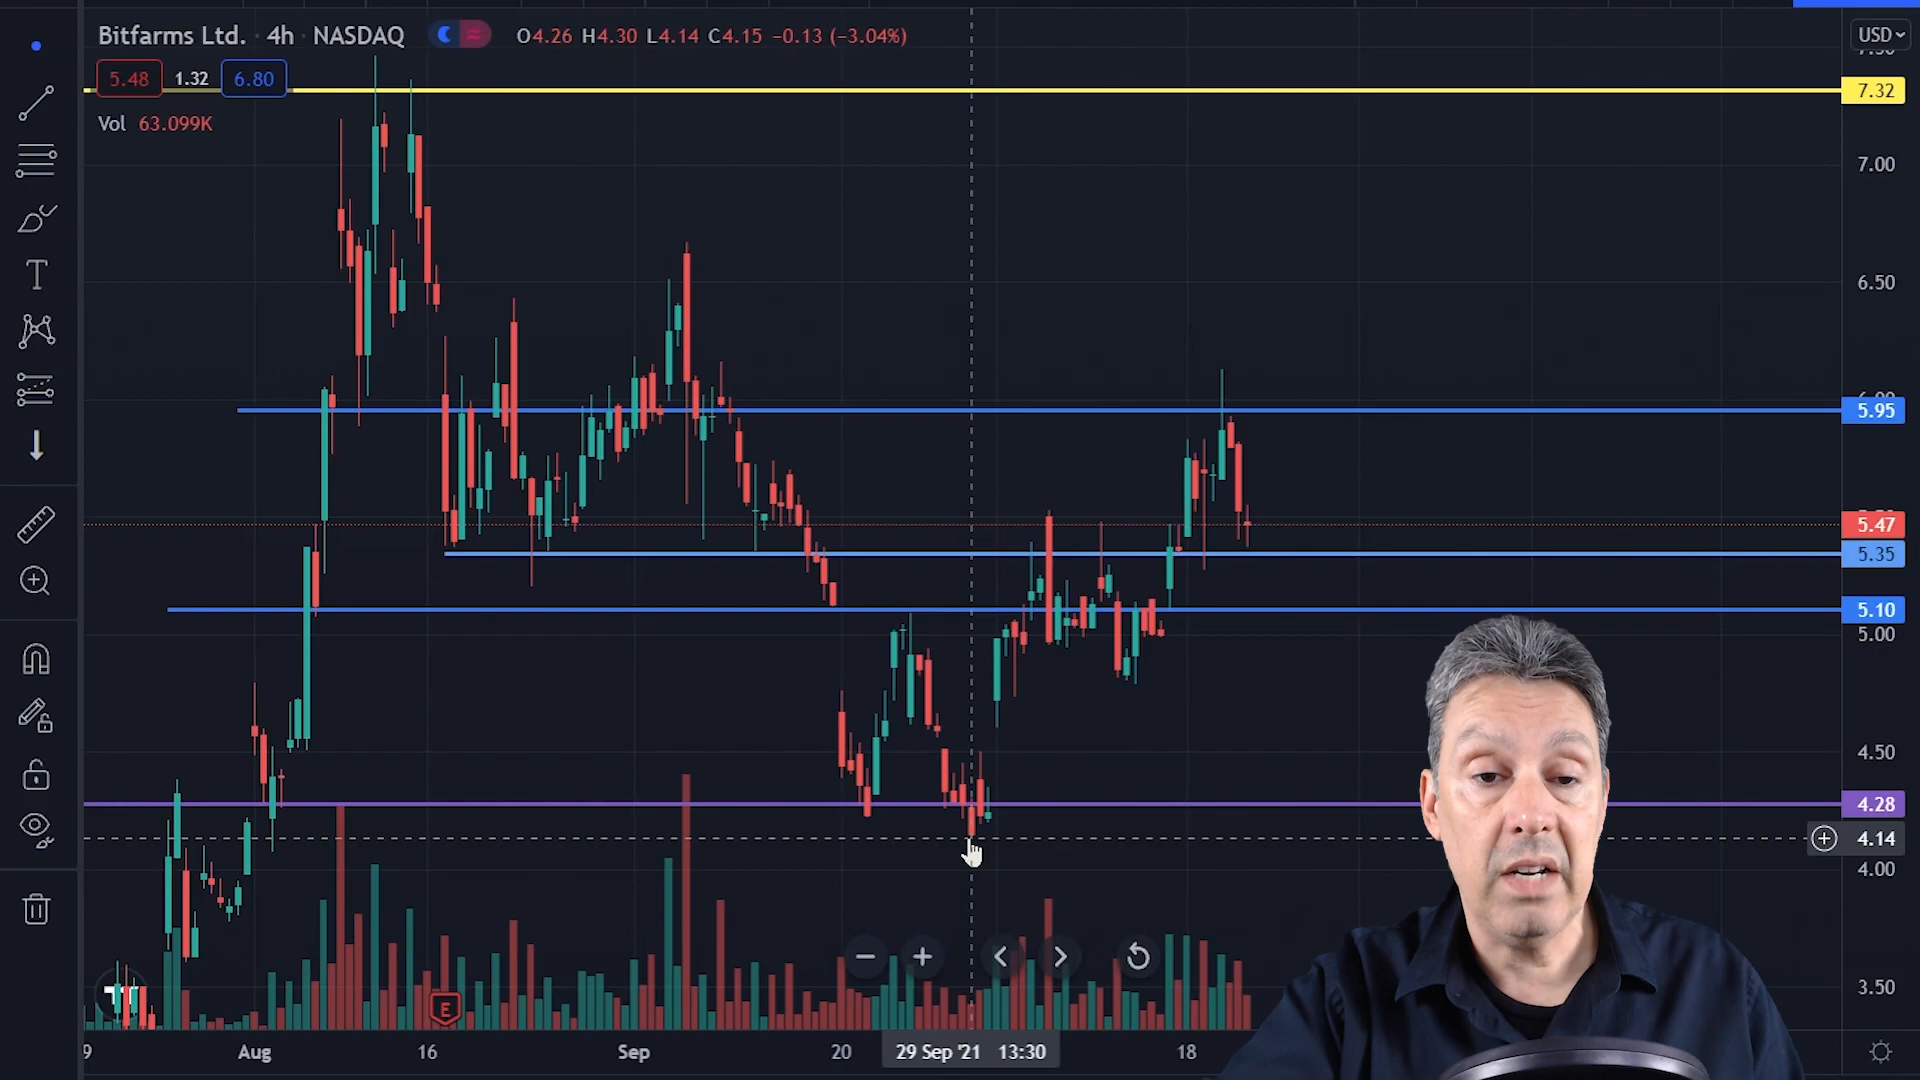 Bitfarms Ltd. · 4h · NASDAQ O4.26 H4.30 L4.14 C4.15 −0.13 (−3.04%)
USD
5.48 1.32 6.80
7.32
Vol 63.099K
7.00
6.50
5.95
5.47
5.35
5.10
5.00
4.50
4.28
4.14
4.00
3.50
E
9 Aug 16 Sep 20 29 Sep '21 13:30 18